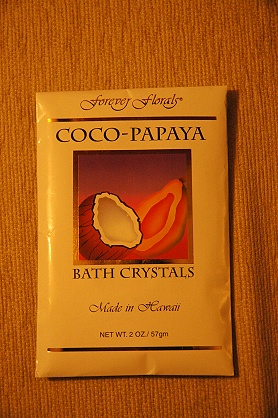 Forever Florals®
COCO-PAPAYA
BATH CRYSTALS
Made in Hawaii
NET WT. 2 OZ./57gm